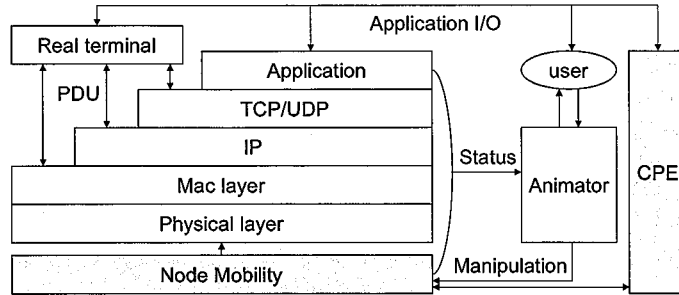 Application I/O
Real terminal
Application
user
PDU
TCP/UDP
IP
Status
Mac layer
Animator
CPE
Physical layer
Node Mobility
Manipulation